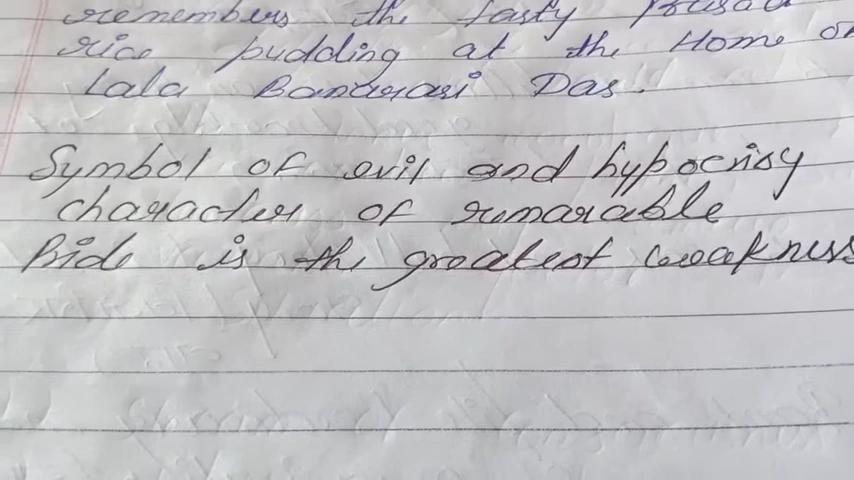 remembers the tasty
rice pudding at the Home of
Lala Banarasi Das.
Symbol of evil and hypocrisy
character of remarable
Pride is the greatest weakness